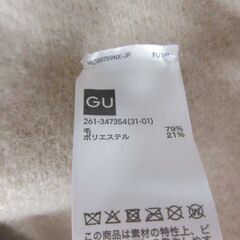 GU
261-347354(31-01)
毛 79%
ポリエステル 21%
この商品は素材の特性上、ピ